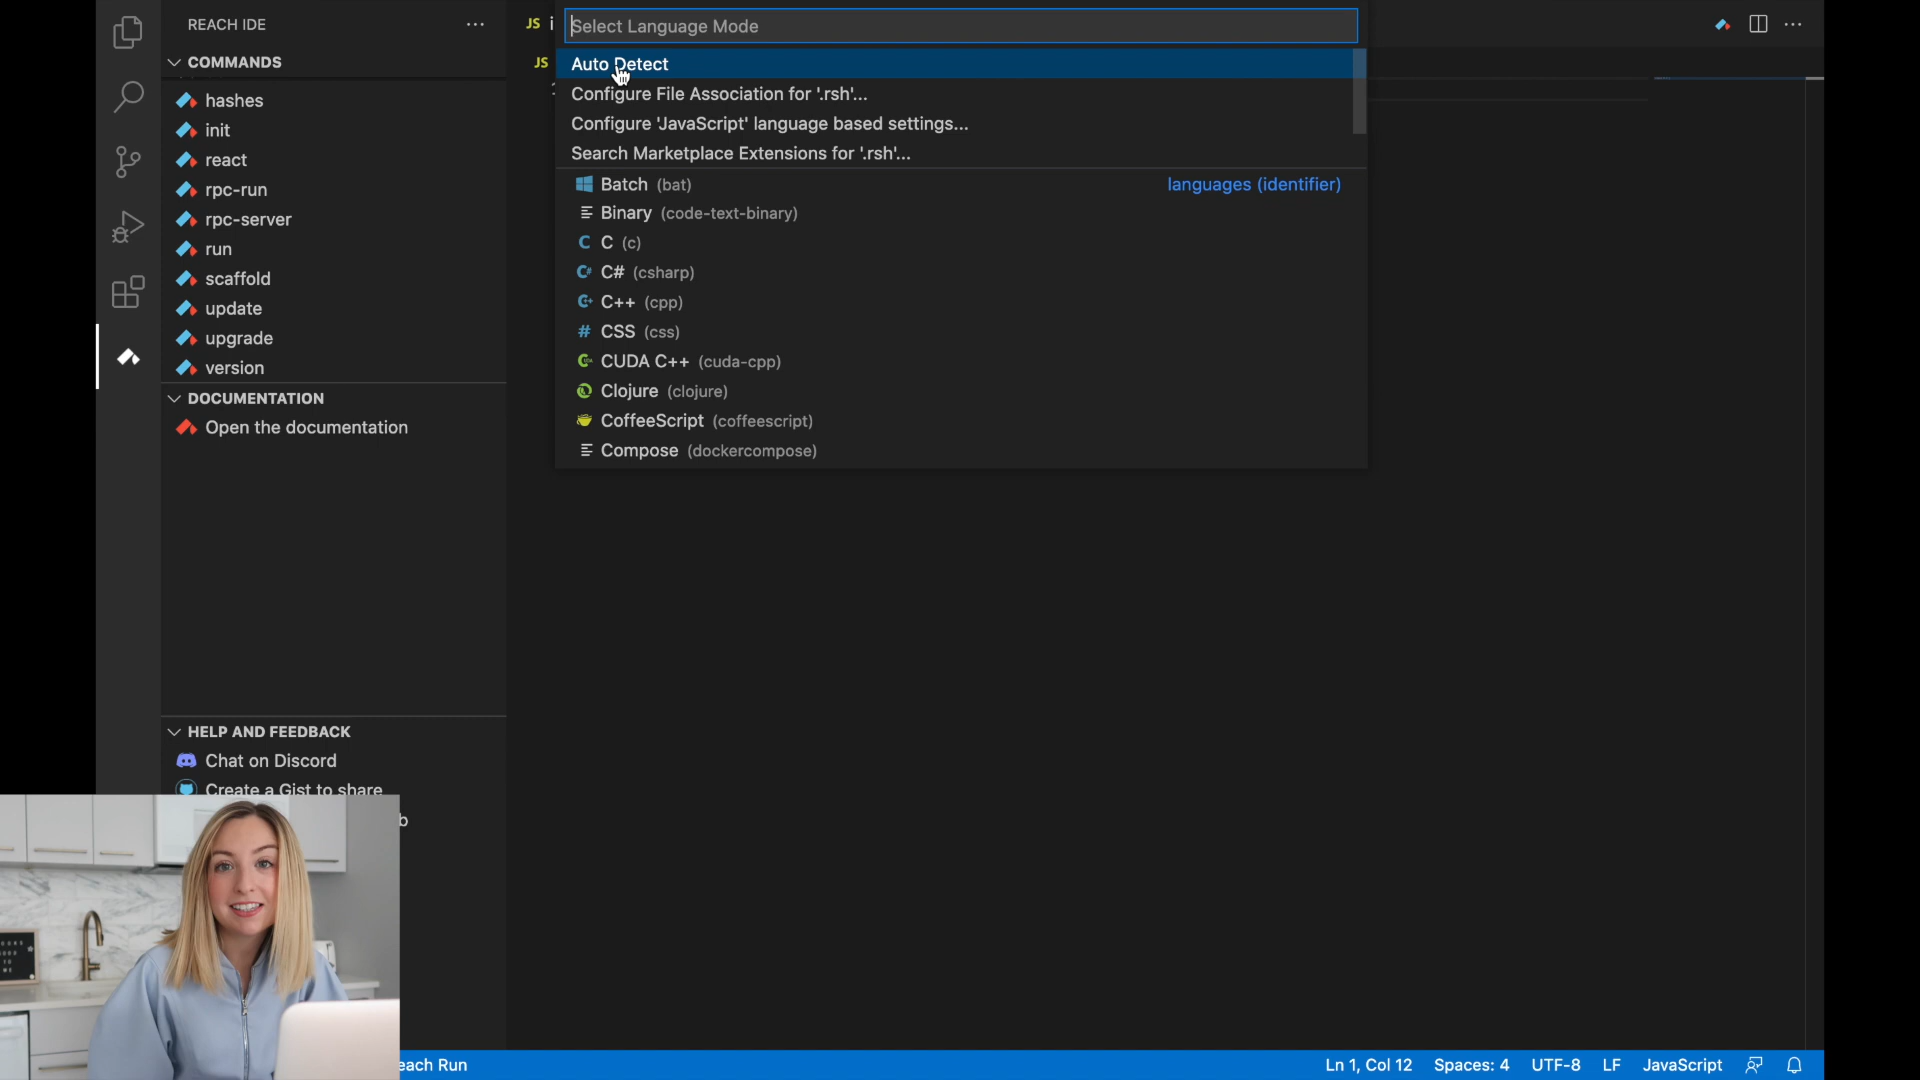 REACH IDE
COMMANDS
hashes
init
react
rpc-run
rpc-server
run
scaffold
update
upgrade
version
DOCUMENTATION
Open the documentation
HELP AND FEEDBACK
Chat on Discord
Create a Gist to share
b
JS i
JS
Select Language Mode
Auto Detect
Configure File Association for '.rsh'...
Configure 'JavaScript' language based settings...
Search Marketplace Extensions for '.rsh'...
Batch (bat) languages (identifier)
Binary (code-text-binary)
C C (c)
C# (csharp)
C++ (cpp)
# CSS (css)
CUDA C++ (cuda-cpp)
Clojure (clojure)
CoffeeScript (coffeescript)
Compose (dockercompose)
each Run
Ln 1, Col 12 Spaces: 4 UTF-8 LF JavaScript